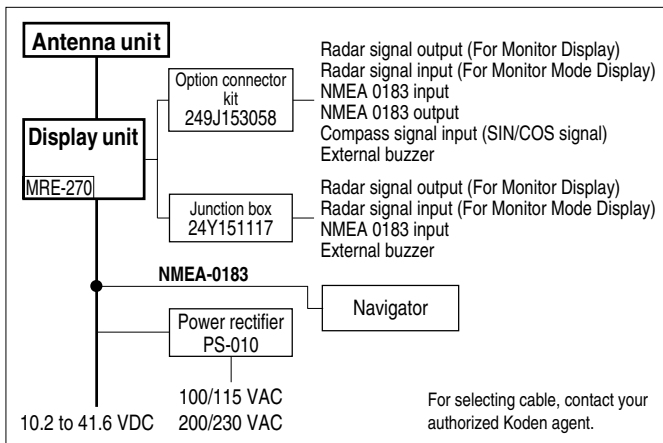 Antenna unit
Display unit
MRE-270
Option connector
kit
249J153058
Radar signal output (For Monitor Display)
Radar signal input (For Monitor Mode Display)
NMEA 0183 input
NMEA 0183 output
Compass signal input (SIN/COS signal)
External buzzer
Junction box
24Y151117
Radar signal output (For Monitor Display)
Radar signal input (For Monitor Mode Display)
NMEA 0183 input
External buzzer
NMEA-0183
Navigator
Power rectifier
PS-010
100/115 VAC
200/230 VAC
10.2 to 41.6 VDC
For selecting cable, contact your
authorized Koden agent.